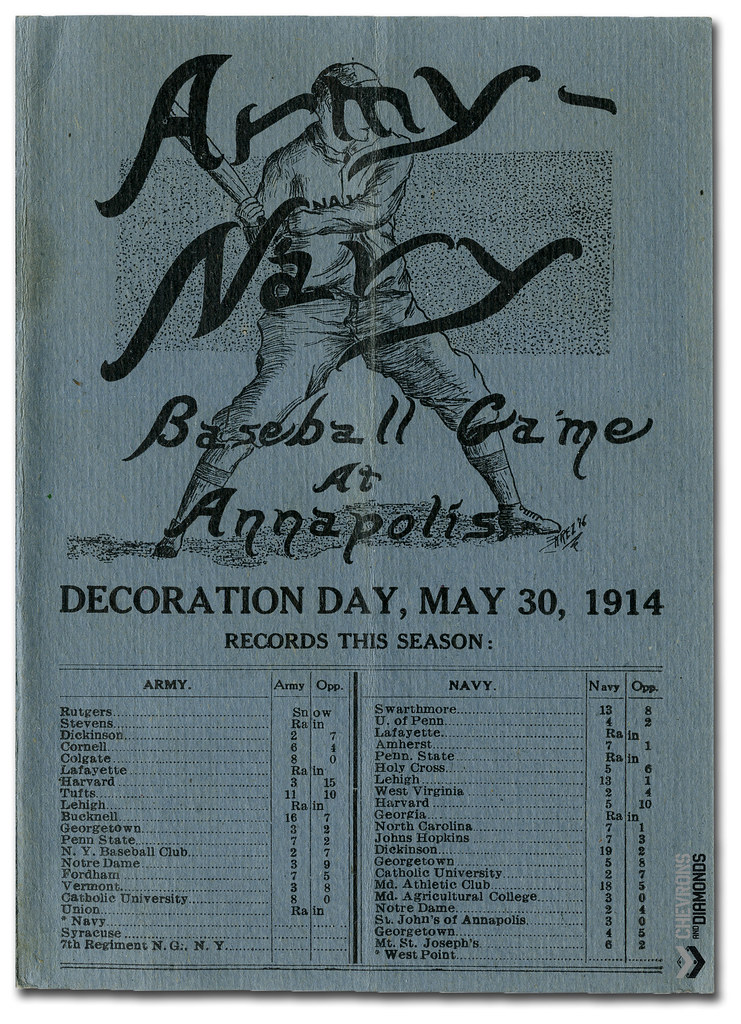 Army -
NAVY
Navy
Baseball Game
At
Annapolis
DECORATION DAY, MAY 30, 1914
RECORDS THIS SEASON:
ARMY. Army Opp.
Rutgers Snow
Stevens Rain
Dickinson 2 7
Cornell 6 4
Colgate 8 0
Lafayette Rain
Harvard 3 15
Tufts 11 10
Lehigh Rain
Bucknell 16 7
Georgetown 3 2
Penn State 7 2
N. Y. Baseball Club 2 7
Notre Dame 3 9
Fordham 7 5
Vermont 3 8
Catholic University 8 0
Union Rain
* Navy
Syracuse
7th Regiment N. G., N. Y.
NAVY. Navy Opp.
Swarthmore 13 8
U. of Penn 4 2
Lafayette Rain
Amherst 7 1
Penn. State Rain
Holy Cross 5 6
Lehigh 13 1
West Virginia 2 4
Harvard 5 10
Georgia Rain
North Carolina 7 1
Johns Hopkins 7 3
Dickinson 19 2
Georgetown 5 8
Catholic University 2 7
Md. Athletic Club 18 5
Md. Agricultural College 3 0
Notre Dame 2 4
St. John's of Annapolis 3 0
Georgetown 4 5
Mt. St. Joseph's 6 2
* West Point
CHEVRONS
AND DIAMONDS